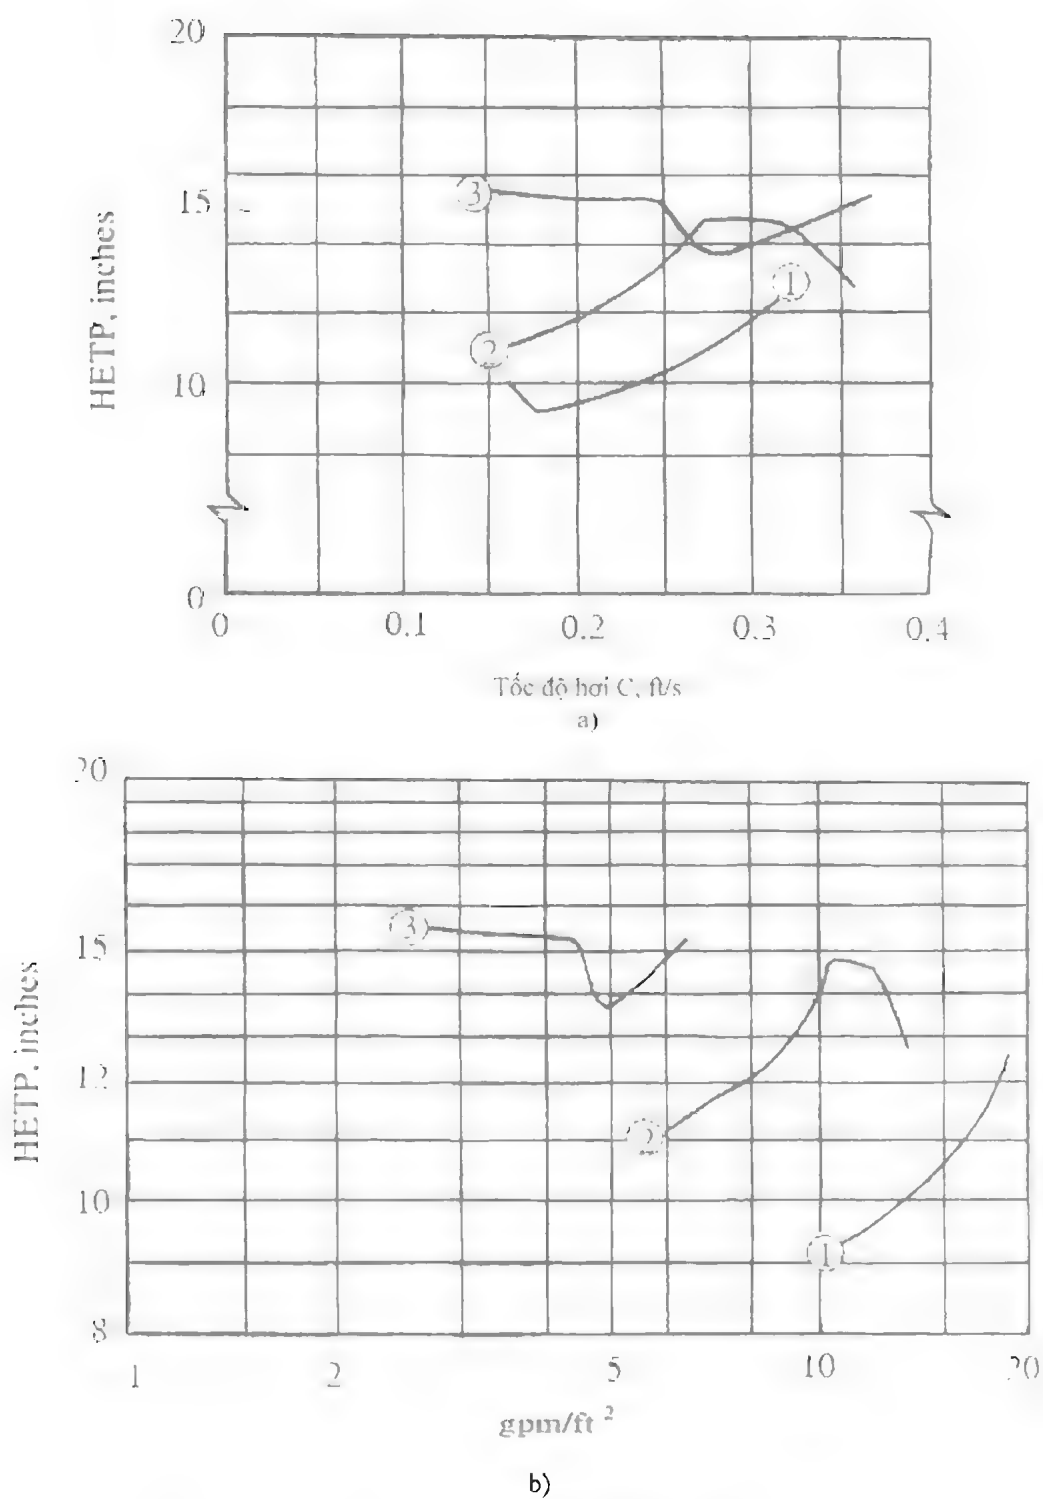 20
15
10
0
HETP, inches
3
2
1
0 0.1 0.2 0.3 0.4
Tốc độ hơi C, ft/s
a)
20
15
12
10
8
HETP, inches
3
2
1
1 2 5 10 20
gpm/ft ²
b)